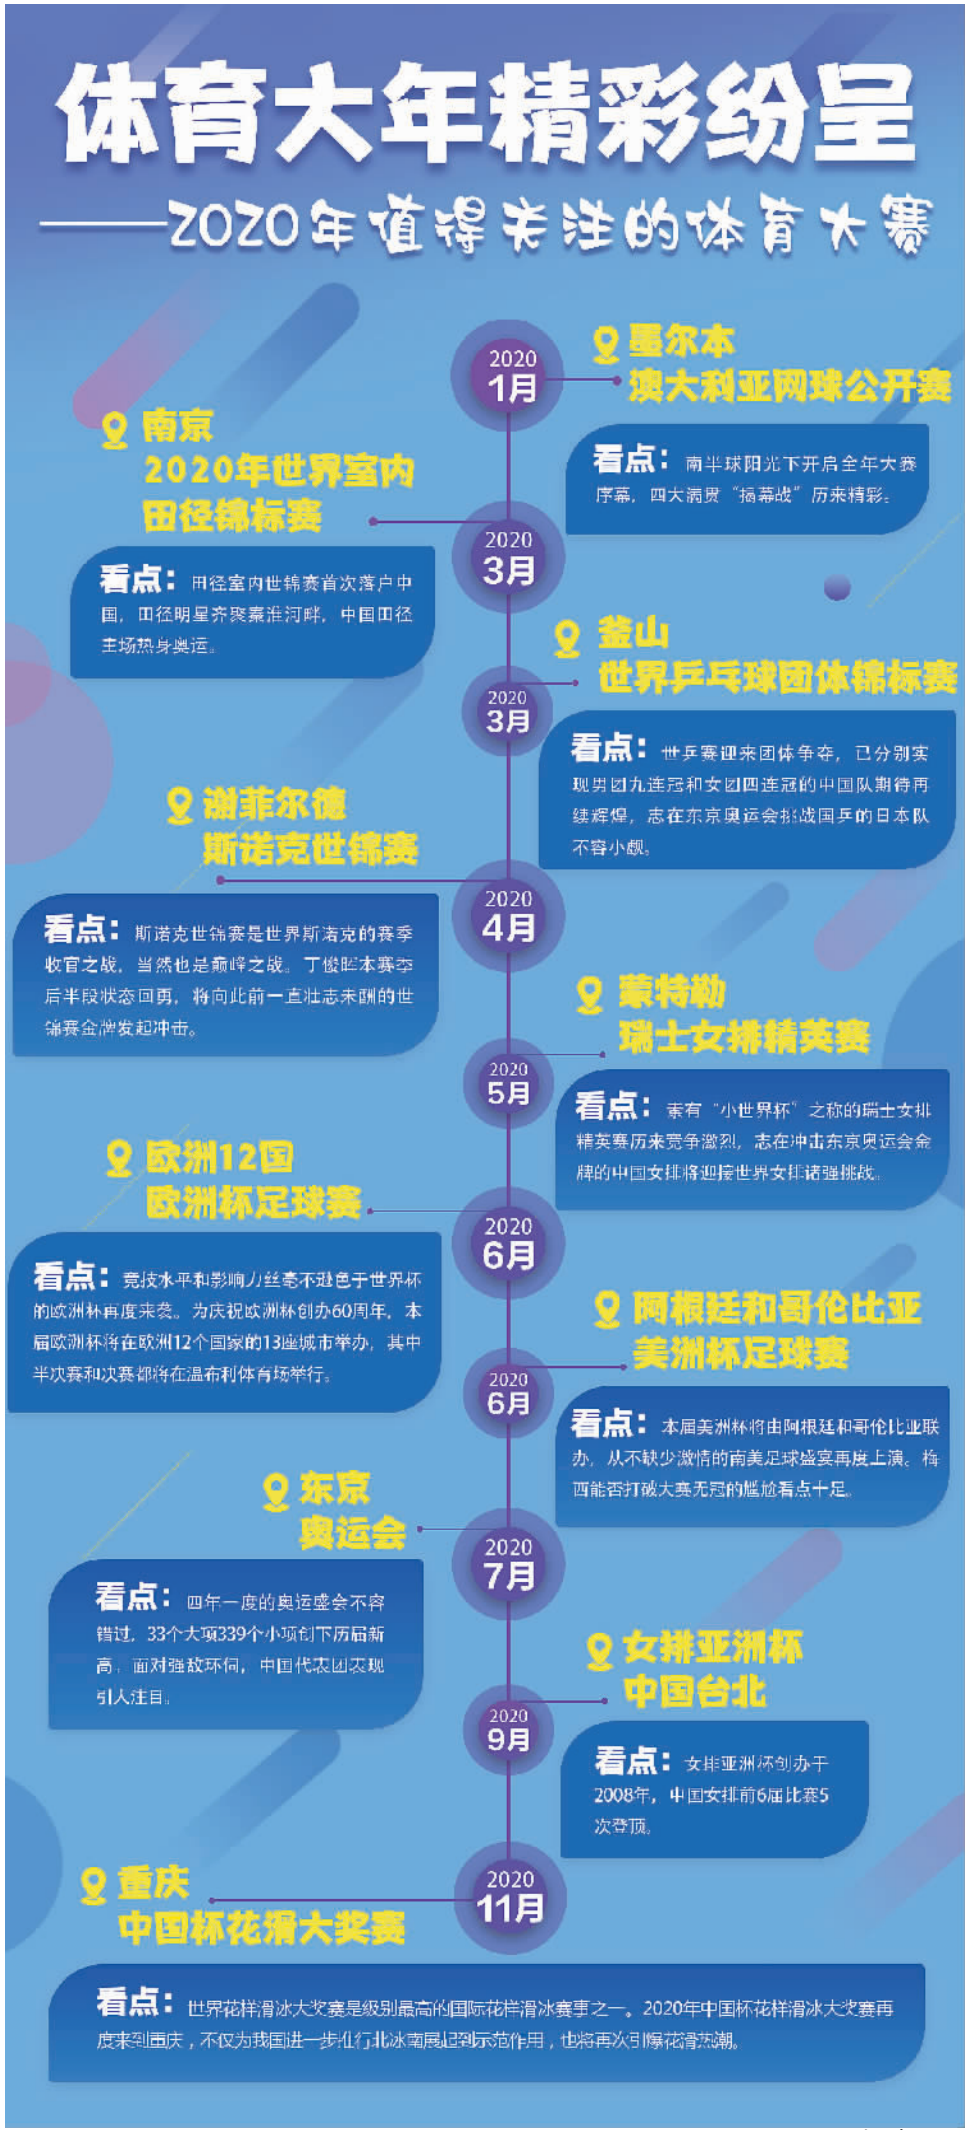 体育大年精彩纷呈
——2020年值得关注的体育大赛
2020
1月
墨尔本
澳大利亚网球公开赛
看点：南半球阳光下开启全年大赛
序幕，四大满贯“揭幕战”历来精彩。
南京
2020年世界室内
田径锦标赛
2020
3月
看点：田径室内世锦赛首次落户中
国，田径明星齐聚秦淮河畔，中国田径
主场热身奥运。
釜山
世界乒乓球团体锦标赛
2020
3月
看点：世乒赛迎来团体争夺，已分别实
现男团九连冠和女团四连冠的中国队期待再
续辉煌，志在东京奥运会挑战国乒的日本队
不容小觑。
谢菲尔德
斯诺克世锦赛
2020
4月
看点：斯诺克世锦赛是世界斯诺克的赛季
收官之战，当然也是巅峰之战。丁俊晖本赛季
后半段状态回勇，将向此前一直壮志未酬的世
锦赛金牌发起冲击。
蒙特勒
瑞士女排精英赛
2020
5月
看点：素有“小世界杯”之称的瑞士女排
精英赛历来竞争激烈，志在冲击东京奥运会金
牌的中国女排将迎接世界女排诸强挑战。
欧洲12国
欧洲杯足球赛
2020
6月
看点：竞技水平和影响力丝毫不逊色于世界杯
的欧洲杯再度来袭。为庆祝欧洲杯创办60周年，本
届欧洲杯将在欧洲12个国家的13座城市举办，其中
半决赛和决赛都将在温布利体育场举行。
阿根廷和哥伦比亚
美洲杯足球赛
2020
6月
看点：本届美洲杯将由阿根廷和哥伦比亚联
办，从不缺少激情的南美足球盛宴再度上演。梅
西能否打破大赛无冠的尴尬看点十足。
东京
奥运会
2020
7月
看点：四年一度的奥运盛会不容
错过，33个大项339个小项创下历届新
高，面对强敌环伺，中国代表团表现
引人注目。
女排亚洲杯
中国台北
2020
9月
看点：女排亚洲杯创办于
2008年，中国女排前6届比赛5
次登顶。
重庆
中国杯花滑大奖赛
2020
11月
看点：世界花样滑冰大奖赛是级别最高的国际花样滑冰赛事之一。2020年中国杯花样滑冰大奖赛再
度来到重庆，不仅为我国进一步推行北冰南展起到示范作用，也将再次引爆花滑热潮。